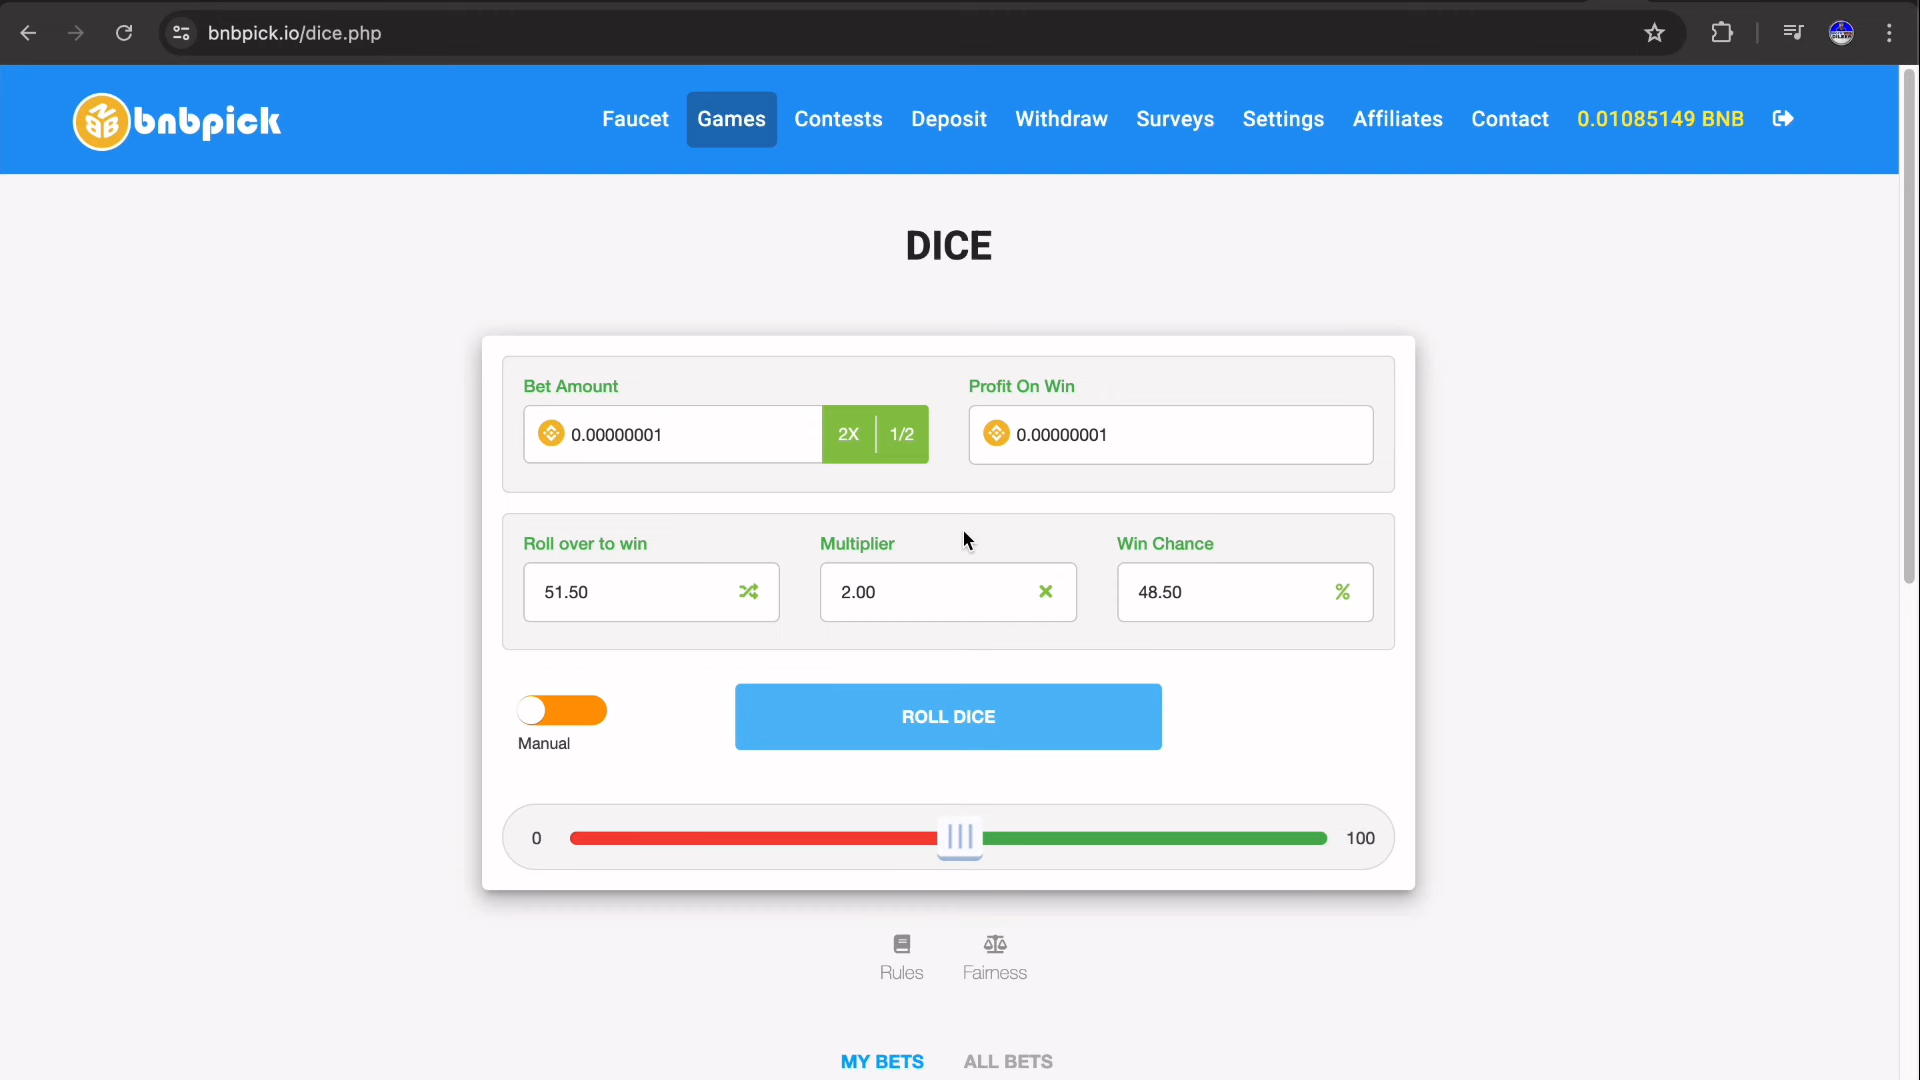 bnbpick.io/dice.php
bnbpick
Faucet Games Contests Deposit Withdraw Surveys Settings Affiliates Contact 0.01085149 BNB
DICE
Bet Amount Profit On Win
0.00000001 2X 1/2 0.00000001
Roll over to win Multiplier Win Chance
51.50 2.00 48.50 %
ROLL DICE
Manual
0 100
Rules Fairness
MY BETS ALL BETS